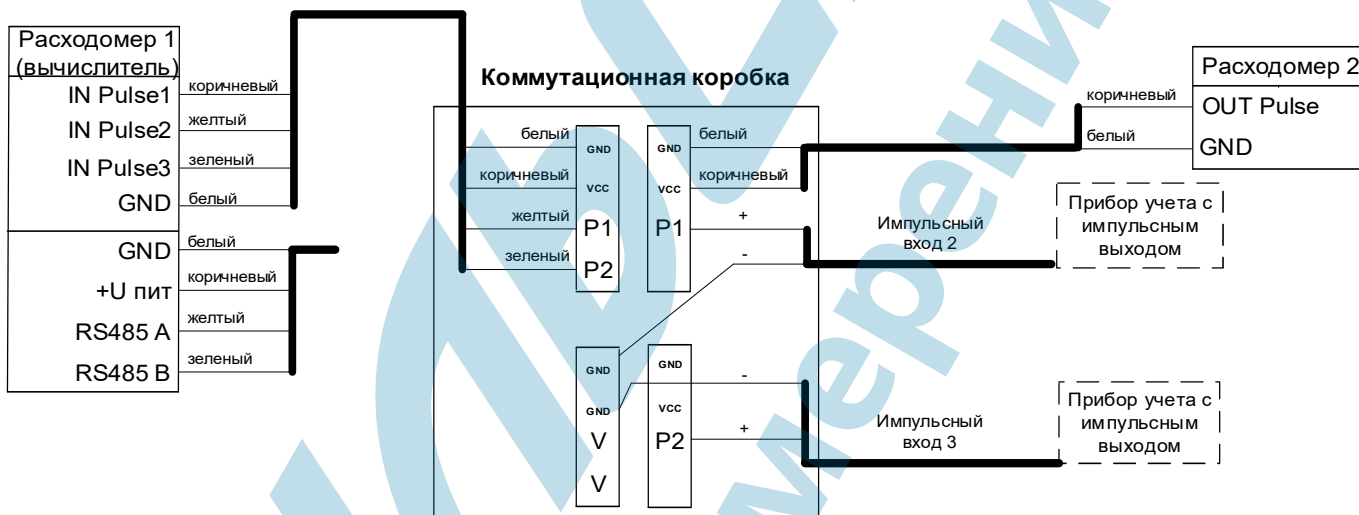 Расходомер 1
(вычислитель)
IN Pulse1
коричневый
IN Pulse2
желтый
IN Pulse3
зеленый
GND
белый
GND
белый
+U пит
коричневый
RS485 A
желтый
RS485 B
зеленый
Коммутационная коробка
белый
GND
коричневый
VCC
желтый
P1
зеленый
P2
GND
белый
VCC
коричневый
P1
+
-
GND
GND
V
V
GND
-
VCC
P2
+
Импульсный
вход 2
Импульсный
вход 3
Расходомер 2
коричневый
OUT Pulse
белый
GND
Прибор учета с
импульсным
выходом
Прибор учета с
импульсным
выходом